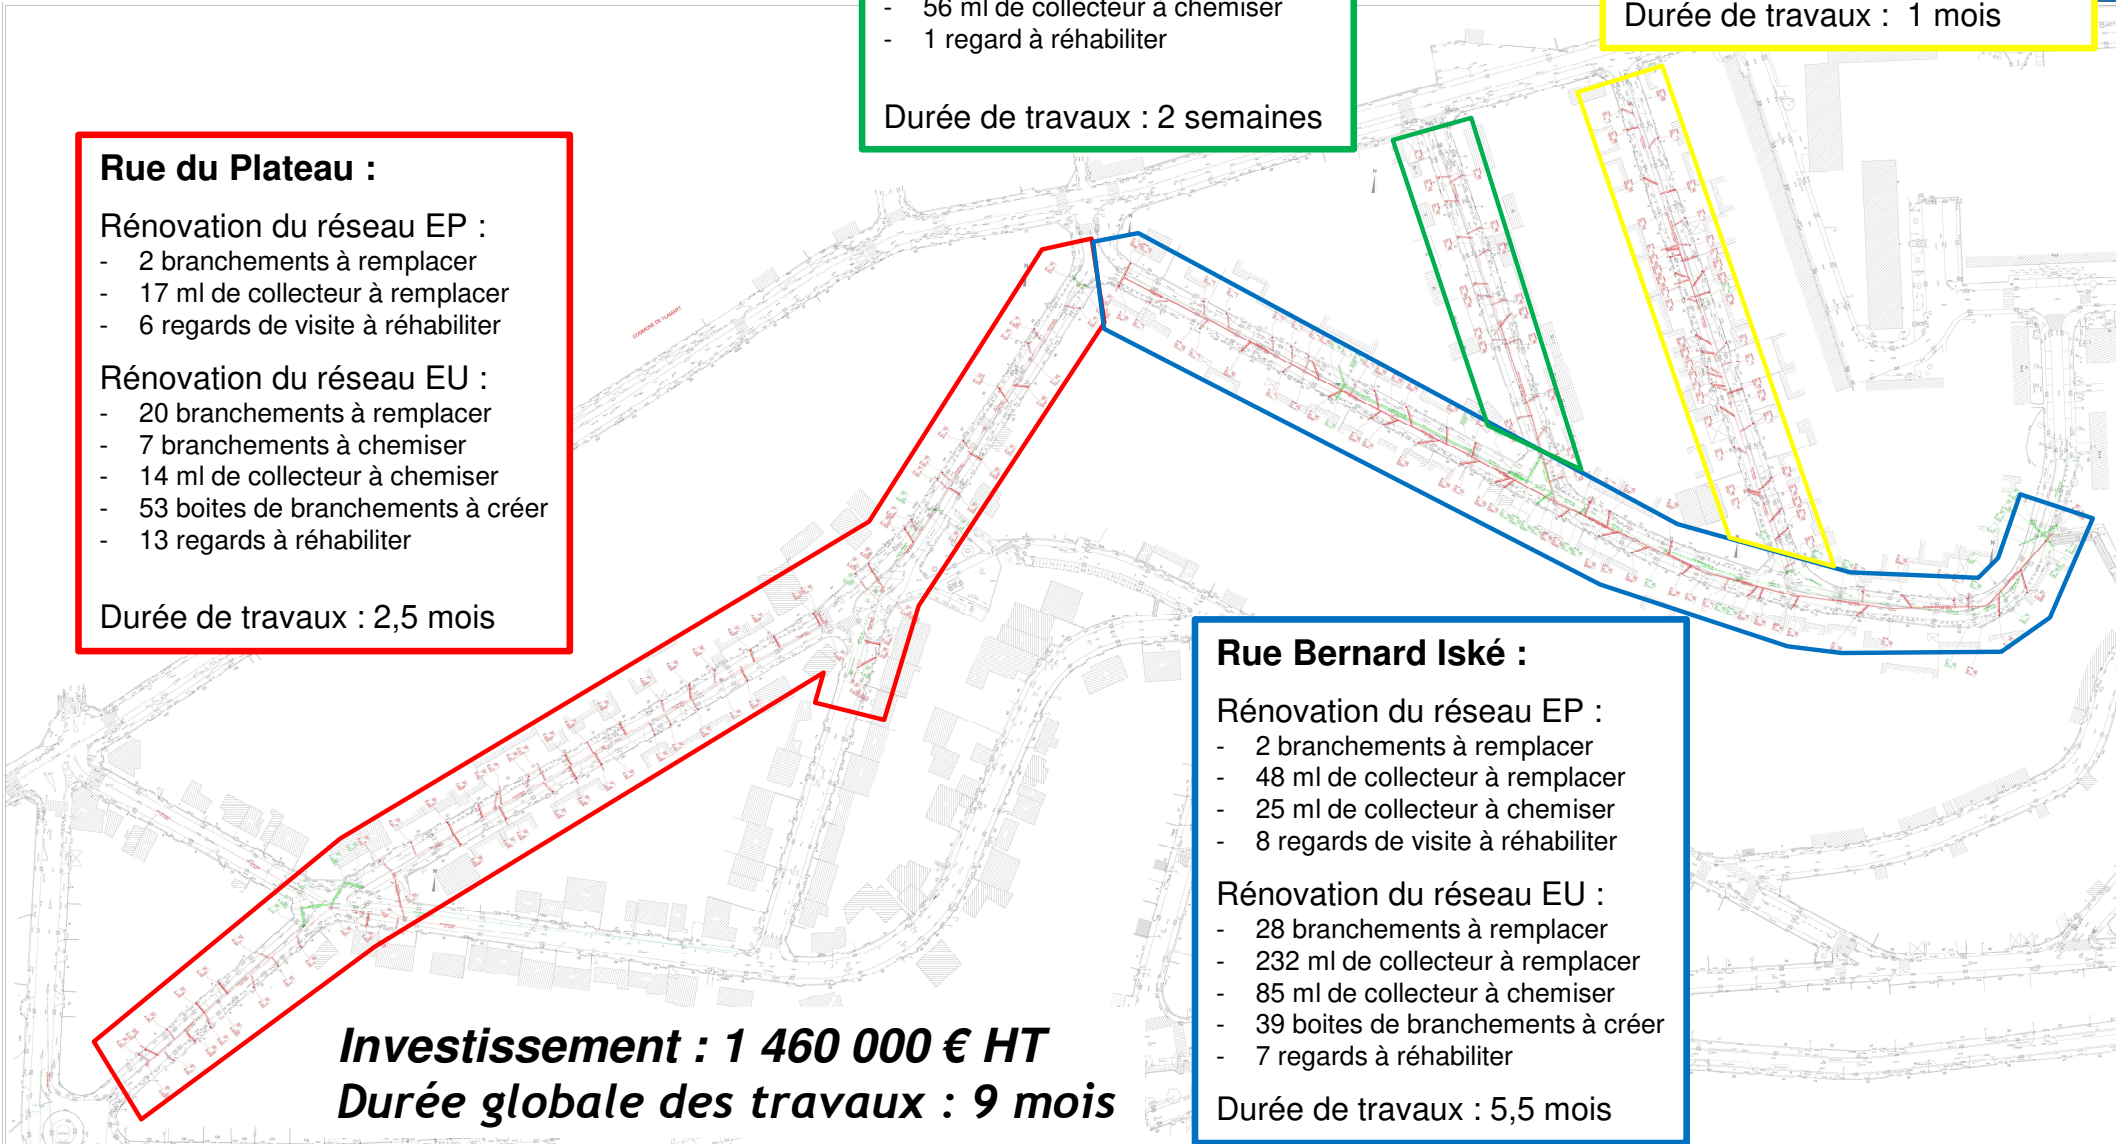 - 56 ml de collecteur à chemiser
- 1 regard à réhabiliter
Durée de travaux : 2 semaines
Durée de travaux : 1 mois
Rue du Plateau :
Rénovation du réseau EP :
- 2 branchements à remplacer
- 17 ml de collecteur à remplacer
- 6 regards de visite à réhabiliter
Rénovation du réseau EU :
- 20 branchements à remplacer
- 7 branchements à chemiser
- 14 ml de collecteur à chemiser
- 53 boites de branchements à créer
- 13 regards à réhabiliter
Durée de travaux : 2,5 mois
Rue Bernard Iské :
Rénovation du réseau EP :
- 2 branchements à remplacer
- 48 ml de collecteur à remplacer
- 25 ml de collecteur à chemiser
- 8 regards de visite à réhabiliter
Rénovation du réseau EU :
- 28 branchements à remplacer
- 232 ml de collecteur à remplacer
- 85 ml de collecteur à chemiser
- 39 boites de branchements à créer
- 7 regards à réhabiliter
Durée de travaux : 5,5 mois
Investissement : 1 460 000 € HT
Durée globale des travaux : 9 mois